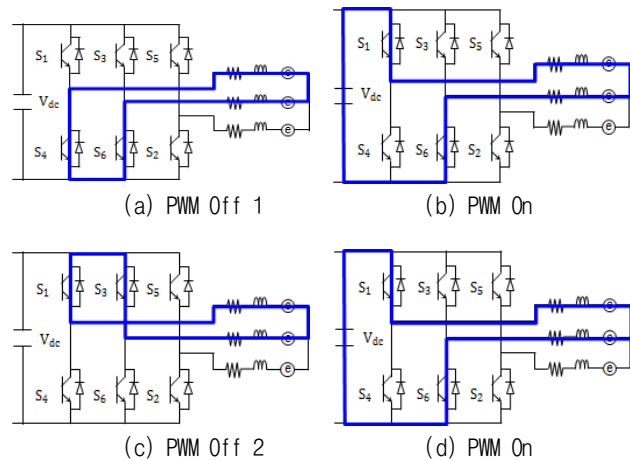 S1 S3 S5
e
Vdc
e
S4 S6 S2
e
(a) PWM Off 1
S1 S3 S5
e
Vdc
e
S4 S6 S2
e
(b) PWM On
S1 S3 S5
e
Vdc
e
S4 S6 S2
e
(c) PWM Off 2
S1 S3 S5
e
Vdc
e
S4 S6 S2
e
(d) PWM On